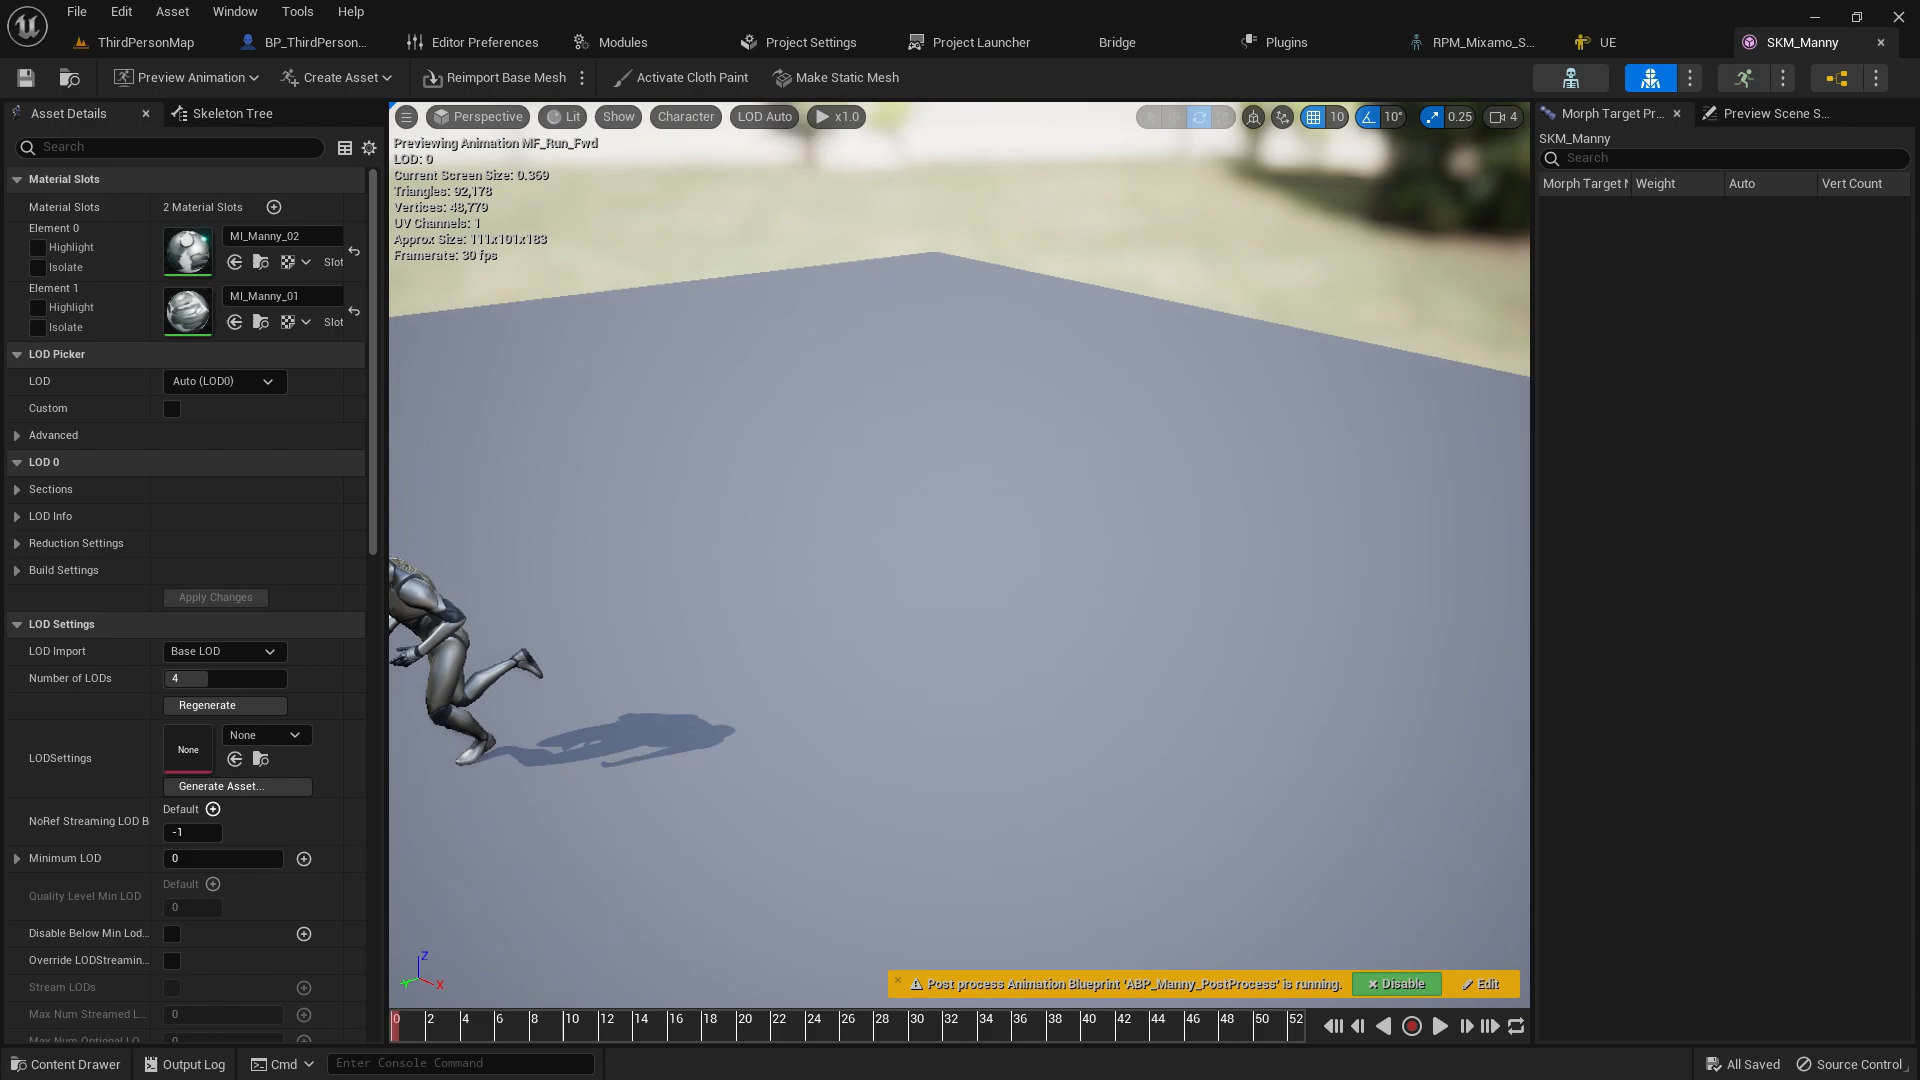 File Edit Asset Window Tools Help
ThirdPersonMap BP_ThirdPerson... Editor Preferences Modules Project Settings Project Launcher Bridge Plugins RPM_Mixamo_S... UE SKM_Manny
Preview Animation Create Asset Reimport Base Mesh Activate Cloth Paint Make Static Mesh
Asset Details Skeleton Tree
Search
Material Slots
Material Slots 2 Material Slots
Element 0
Highlight
Isolate
MI_Manny_02
Slot
Element 1
Highlight
Isolate
MI_Manny_01
Slot
LOD Picker
LOD Auto (LOD0)
Custom
Advanced
LOD 0
Sections
LOD Info
Reduction Settings
Build Settings
Apply Changes
LOD Settings
LOD Import Base LOD
Number of LODs 4
Regenerate
LODSettings None None
Generate Asset...
NoRef Streaming LOD B Default
-1
Minimum LOD 0
Quality Level Min LOD Default
0
Disable Below Min Lod...
Override LODStreamin...
Stream LODs
Max Num Streamed L... 0
Max Num Optional LO 0
Perspective Lit Show Character LOD Auto x1.0 10 10° 0.25 4
Previewing Animation MF_Run_Fwd
LOD: 0
Current Screen Size: 0.369
Triangles: 92,178
Vertices: 48,779
UV Channels: 1
Approx Size: 111x101x183
Framerate: 30 fps
Z
Y X
Post process Animation Blueprint 'ABP_Manny_PostProcess' is running. Disable Edit
0 2 4 6 8 10 12 14 16 18 20 22 24 26 28 30 32 34 36 38 40 42 44 46 48 50 52
Morph Target Pr... Preview Scene S...
SKM_Manny
Search
Morph Target N Weight Auto Vert Count
Content Drawer Output Log Cmd Enter Console Command All Saved Source Control